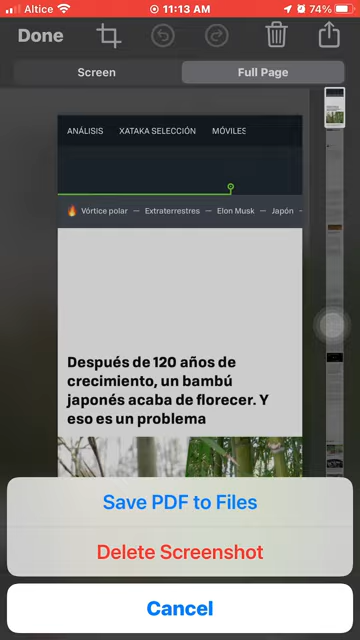 Altice 11:13 AM 74%
Done
Screen Full Page
ANÁLISIS XATAKA SELECCIÓN MÓVILES
Vórtice polar — Extraterrestres — Elon Musk — Japón —
Después de 120 años de
crecimiento, un bambú
japonés acaba de florecer. Y
eso es un problema
Save PDF to Files
Delete Screenshot
Cancel